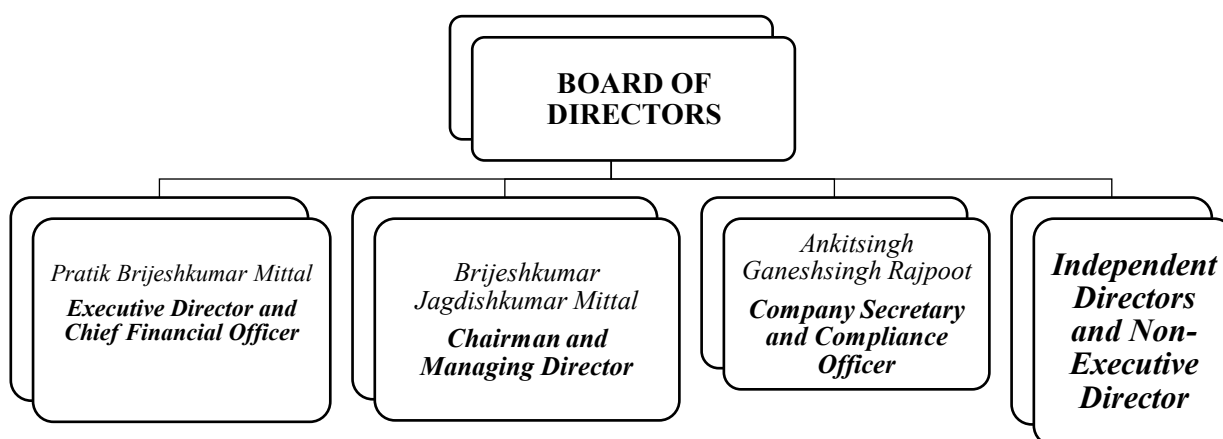 BOARD OF
DIRECTORS
Pratik Brijeshkumar Mittal
Executive Director and
Chief Financial Officer
Brijeshkumar
Jagdishkumar Mittal
Chairman and
Managing Director
Ankitsingh
Ganeshsingh Rajpoot
Company Secretary
and Compliance
Officer
Independent
Directors
and Non-
Executive
Director